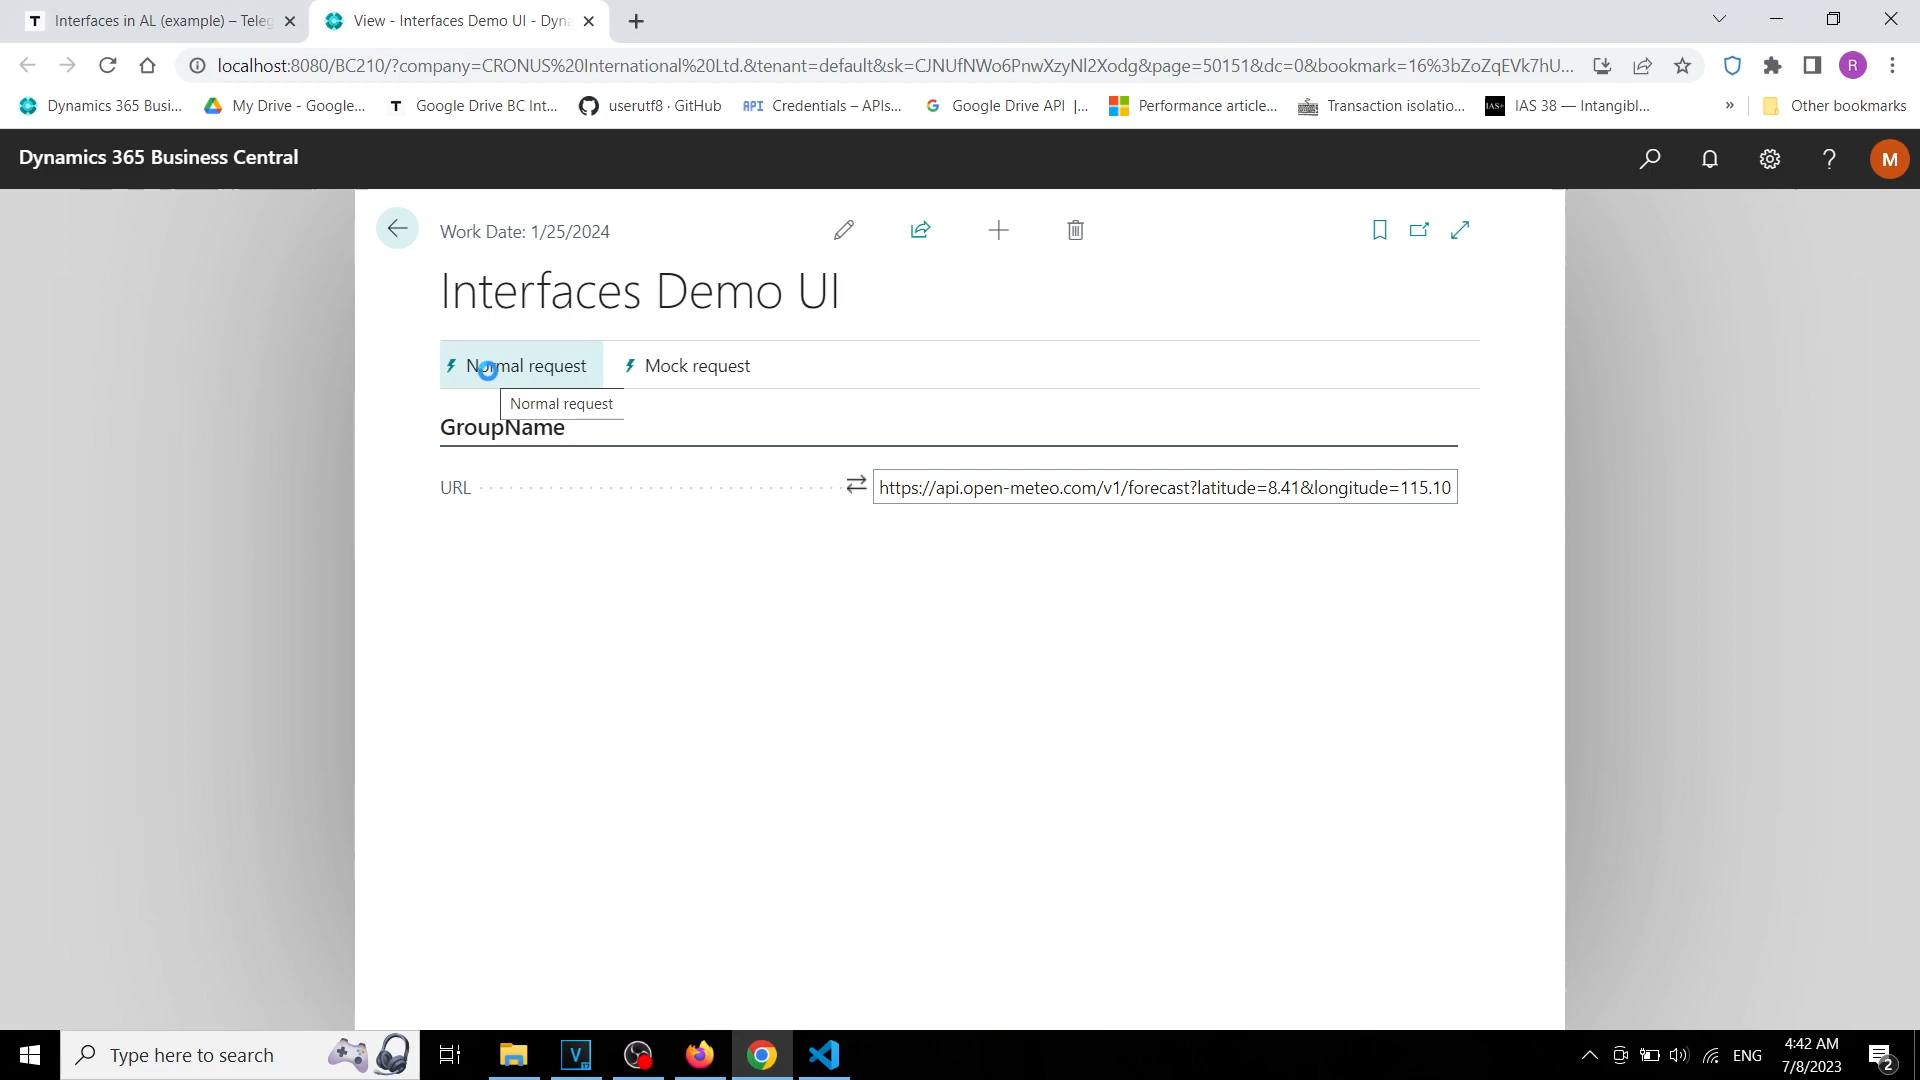 T Interfaces in AL (example) – Teleg
View - Interfaces Demo UI - Dyna
localhost:8080/BC210/?company=CRONUS%20International%20Ltd.&tenant=default&sk=CJNUfNWo6PnwXzyNl2Xodg&page=50151&dc=0&bookmark=16%3bZoZqEVk7hU...
R
Dynamics 365 Busi...
My Drive - Google...
T Google Drive BC Int...
userutf8 · GitHub
API Credentials – APIs...
G Google Drive API |...
Performance article...
Transaction isolatio...
IAS+ IAS 38 — Intangibl...
»
Other bookmarks
Dynamics 365 Business Central
?
M
Work Date: 1/25/2024
Interfaces Demo UI
Normal request
Mock request
Normal request
GroupName
URL
https://api.open-meteo.com/v1/forecast?latitude=8.41&longitude=115.10
Type here to search
V
ENG
4:42 AM
7/8/2023
2